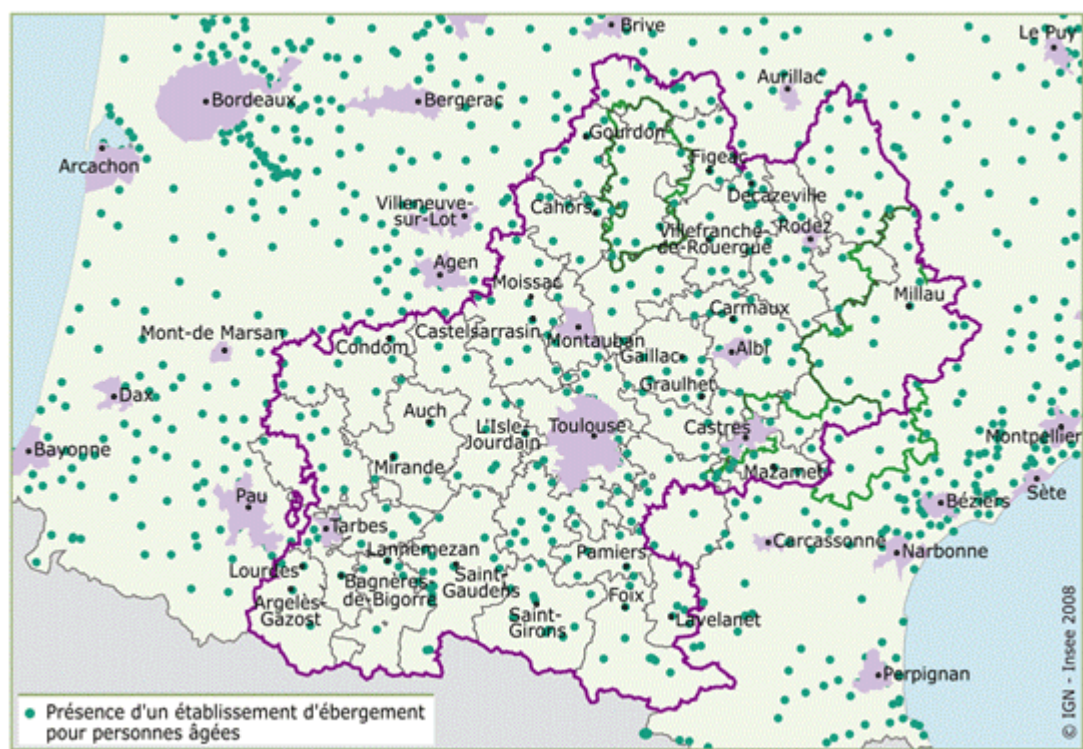 Brive
Le Puy
Aurillac
Bordeaux
Bergerac
Gourdon
Arcachon
Figeac
Decazeville
Villeneuve-
sur-Lot
Cahors
Villefranche-
de-Rouergue
Rodez
Agen
Moissac
Millau
Carmaux
Mont-de Marsan
Castelsarrasin
Condom
Montauban
Gaillac
Albi
Graulhet
Dax
Auch
L'Isle-
Jourdain
Toulouse
Castres
Montpellier
Bayonne
Mirande
Mazamet
Sète
Pau
Béziers
Tarbes
Carcassonne
Narbonne
Lannemezan
Pamiers
Lourdes
Bagnères-
de-Bigorre
Saint-
Gaudens
Foix
Argelès-
Gazost
Saint-
Girons
Lavelanet
Perpignan
Présence d'un établissement d'ébergement
pour personnes âgées
© IGN - Insee 2008